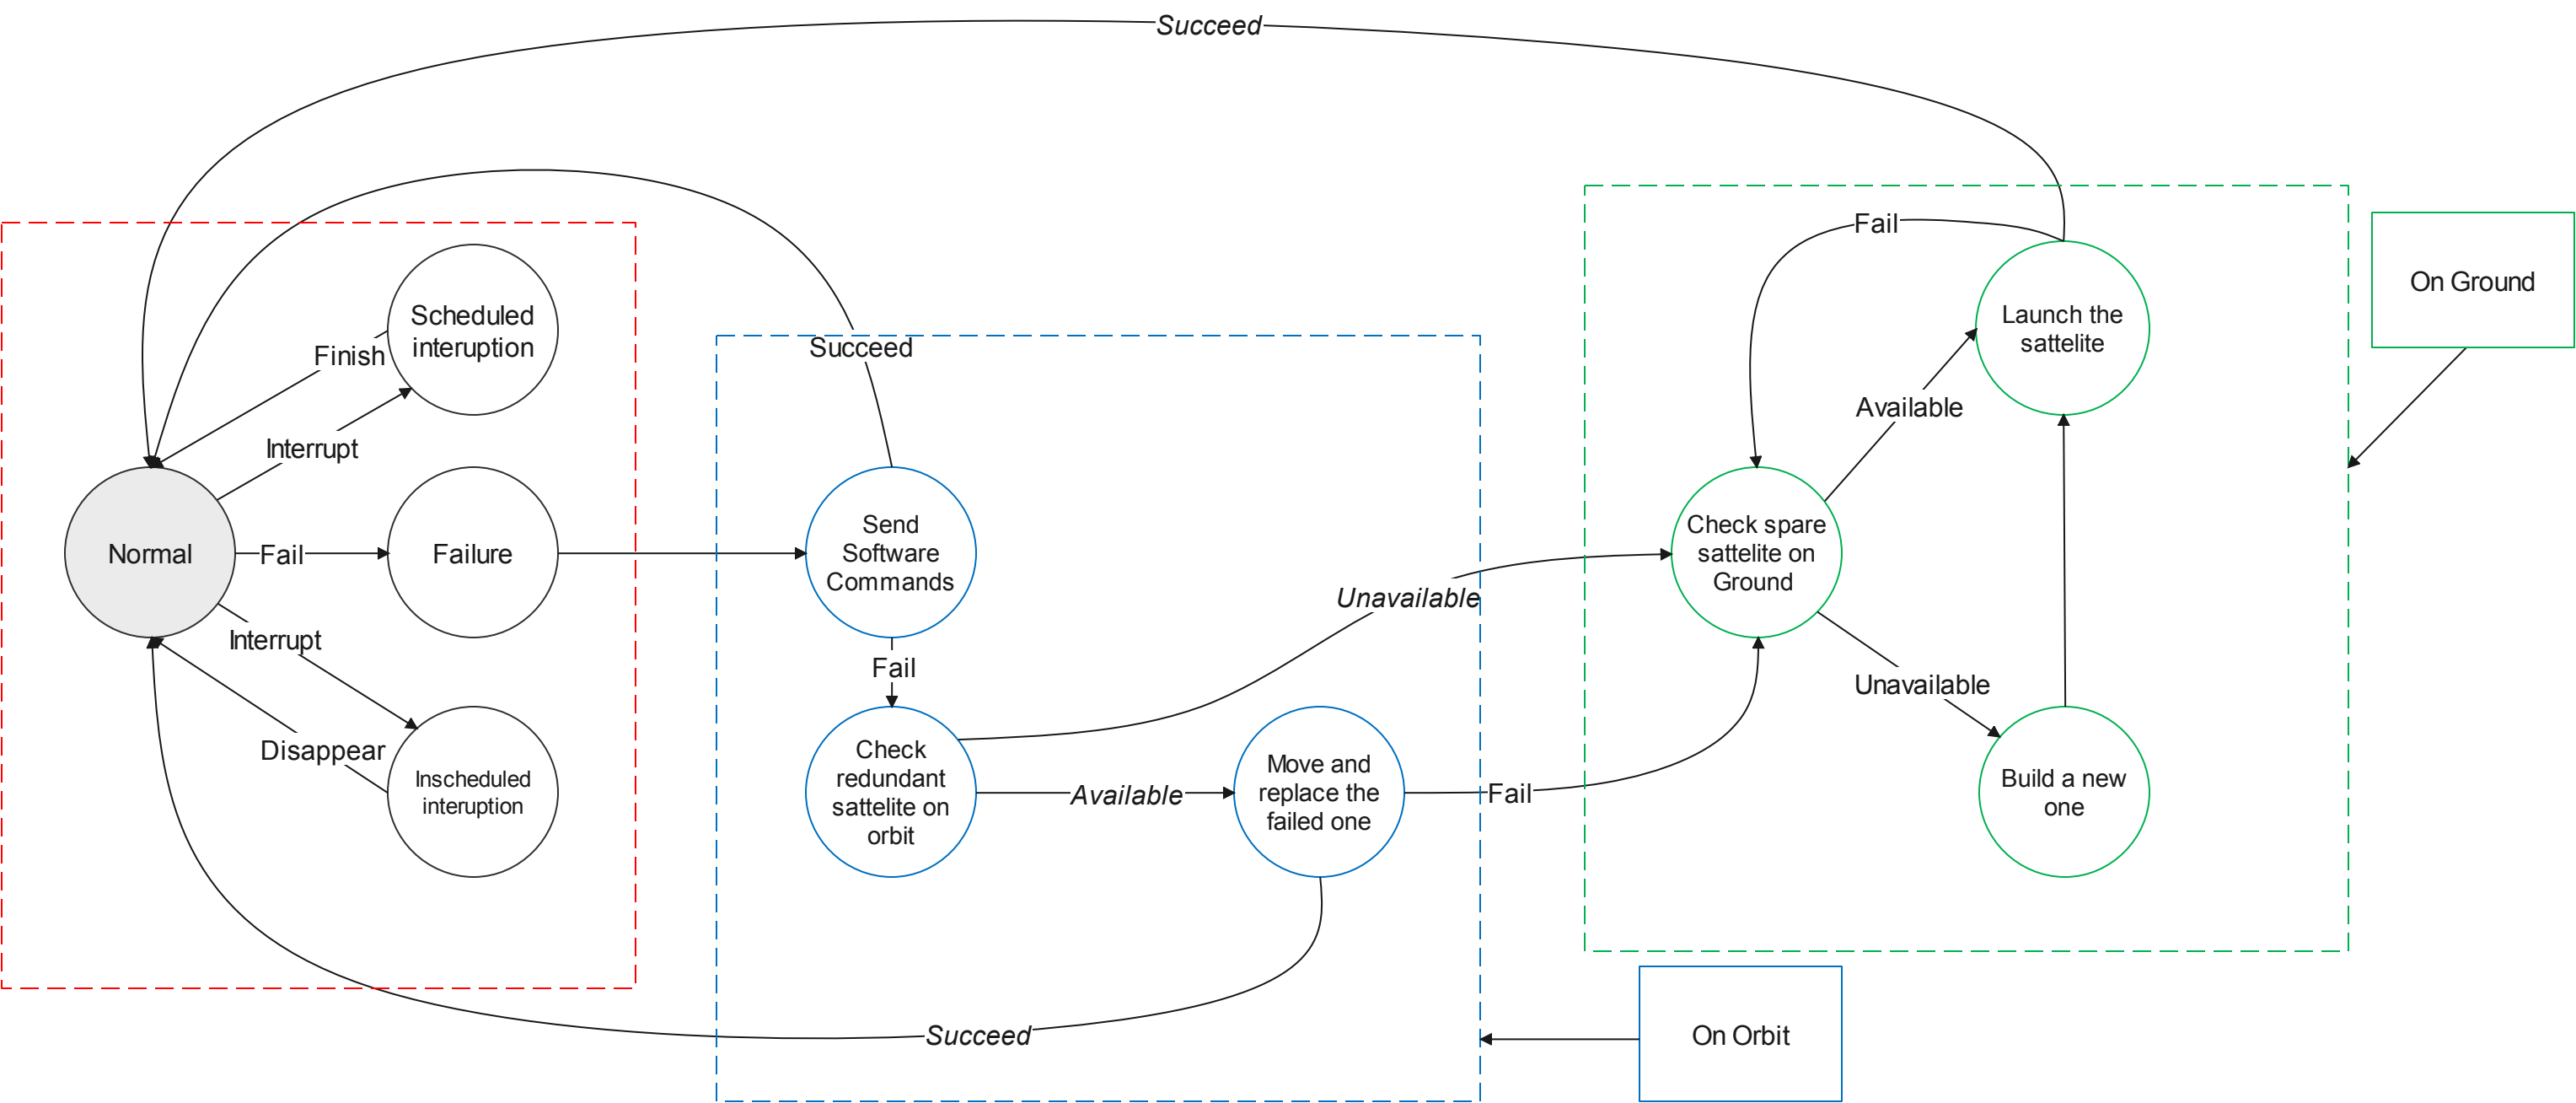 Succeed
Succeed
Fail
On Ground
Scheduled
interuption
Launch the
sattelite
Finish
Available
Interrupt
Normal
Fail
Failure
Send
Software
Commands
Check spare
sattelite on
Ground
Unavailable
Interrupt
Fail
Unavailable
Disappear
Inscheduled
interuption
Check
redundant
sattelite on
orbit
Available
Move and
replace the
failed one
Fail
Build a new
one
Succeed
On Orbit